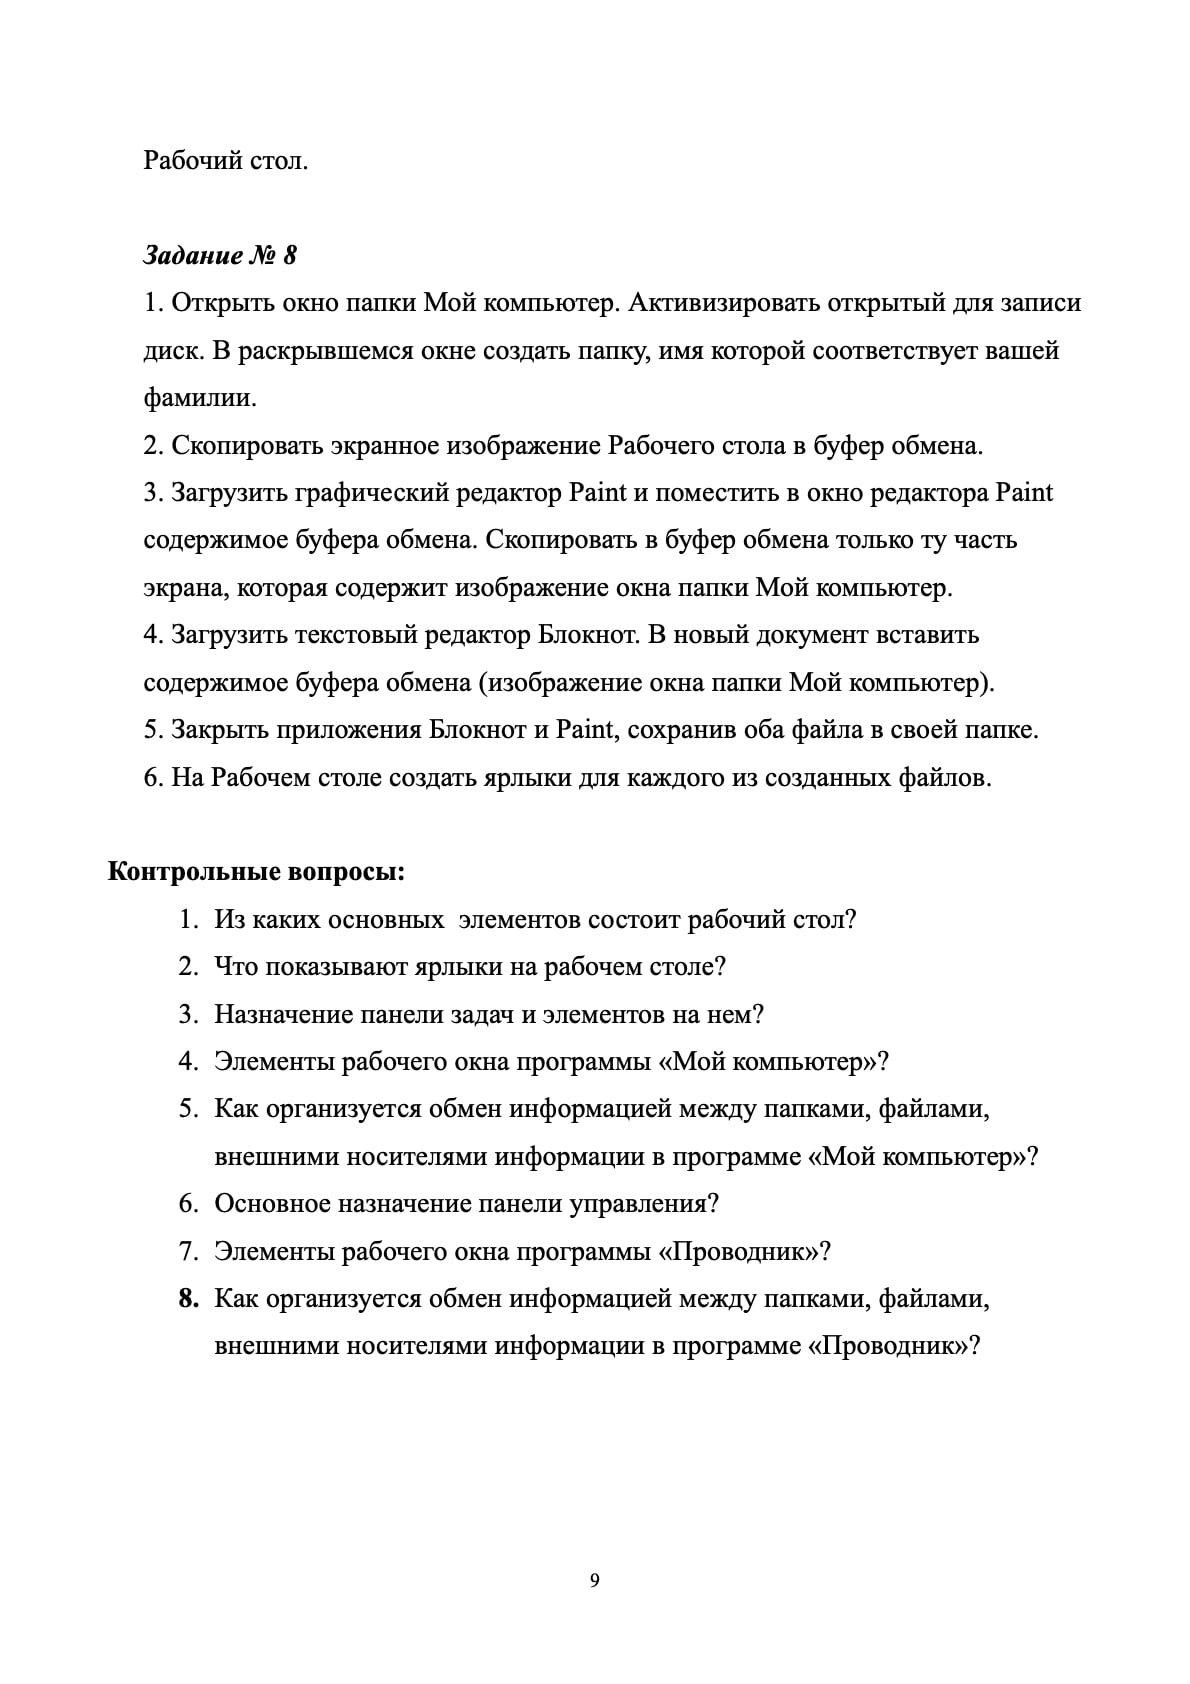 Рабочий стол.
Задание № 8
1. Открыть окно папки Мой компьютер. Активизировать открытый для записи
диск. В раскрывшемся окне создать папку, имя которой соответствует вашей
фамилии.
2. Скопировать экранное изображение Рабочего стола в буфер обмена.
3. Загрузить графический редактор Paint и поместить в окно редактора Paint
содержимое буфера обмена. Скопировать в буфер обмена только ту часть
экрана, которая содержит изображение окна папки Мой компьютер.
4. Загрузить текстовый редактор Блокнот. В новый документ вставить
содержимое буфера обмена (изображение окна папки Мой компьютер).
5. Закрыть приложения Блокнот и Paint, сохранив оба файла в своей папке.
6. На Рабочем столе создать ярлыки для каждого из созданных файлов.
Контрольные вопросы:
1. Из каких основных  элементов состоит рабочий стол?
2. Что показывают ярлыки на рабочем столе?
3. Назначение панели задач и элементов на нем?
4. Элементы рабочего окна программы «Мой компьютер»?
5. Как организуется обмен информацией между папками, файлами,
внешними носителями информации в программе «Мой компьютер»?
6. Основное назначение панели управления?
7. Элементы рабочего окна программы «Проводник»?
8. Как организуется обмен информацией между папками, файлами,
внешними носителями информации в программе «Проводник»?
9